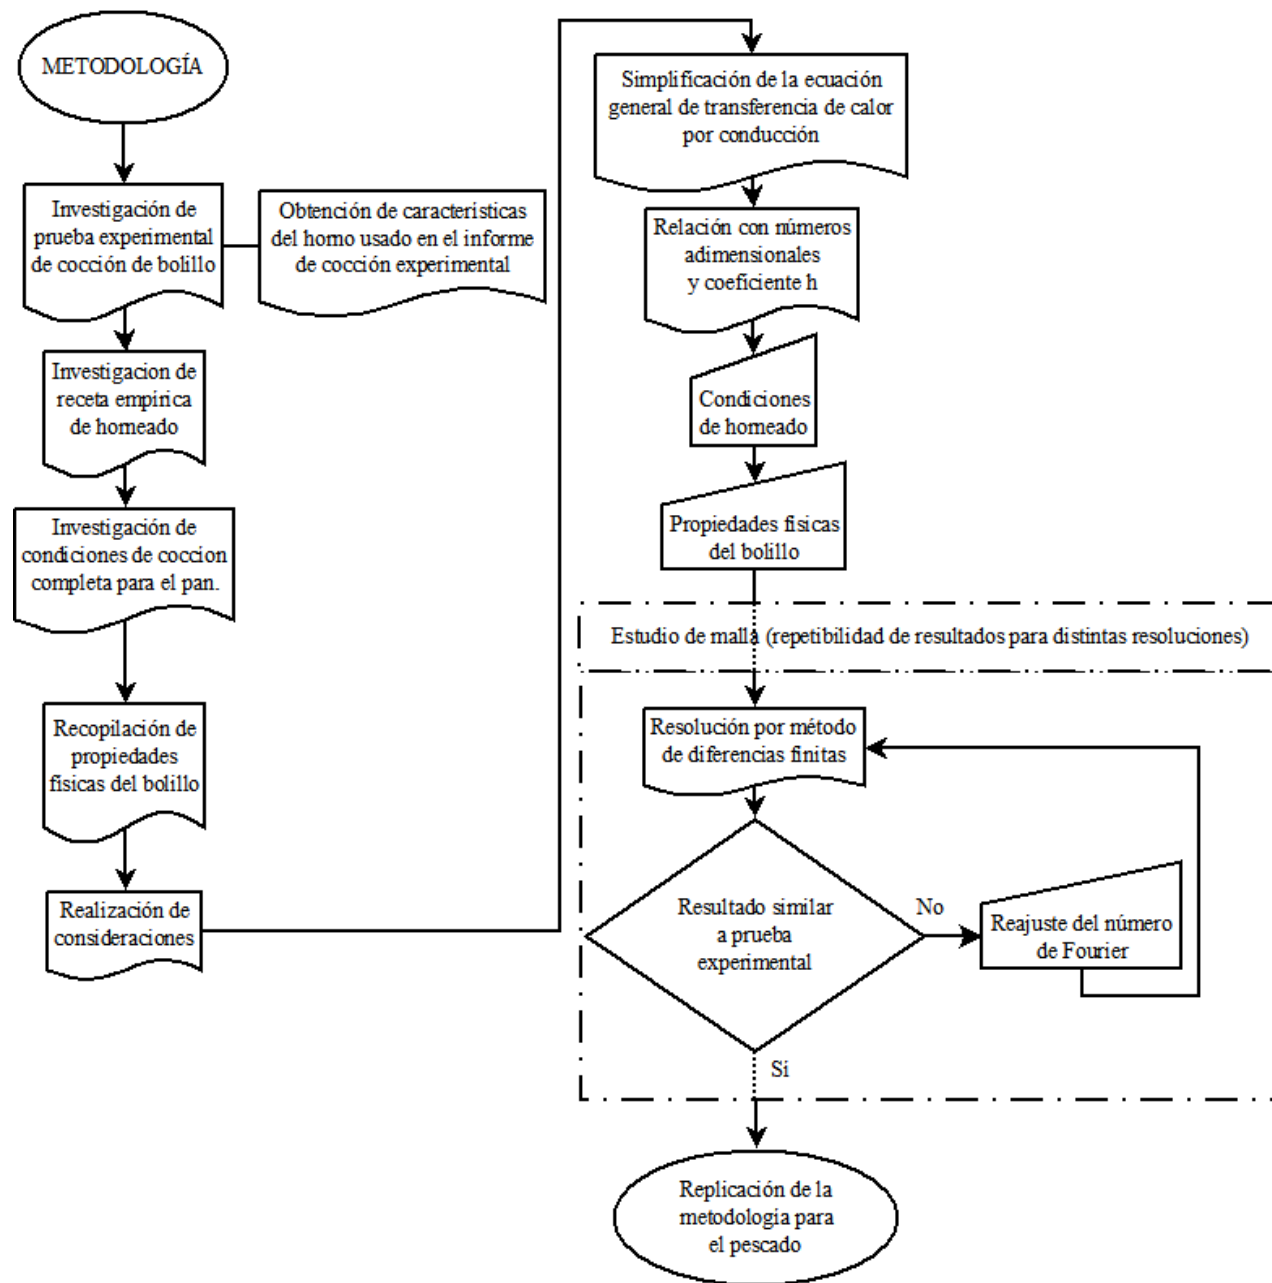 METODOLOGÍA
Investigación de
prueba experimental
de cocción de bolillo
Obtención de características
del horno usado en el informe
de cocción experimental
Investigacion de
receta empírica
de horneado
Investigación de
condiciones de coccion
completa para el pan.
Recopilación de
propiedades
físicas del bolillo
Realización de
consideraciones
Simplificación de la ecuación
general de transferencia de calor
por conducción
Relación con números
adimensionales
y coeficiente h
Condiciones
de horneado
Propiedades físicas
del bolillo
Estudio de malla (repetibilidad de resultados para distintas resoluciones)
Resolución por método
de diferencias finitas
Resultado similar
a prueba
experimental
No
Reajuste del número
de Fourier
Sí
Replicación de la
metodología para
el pescado